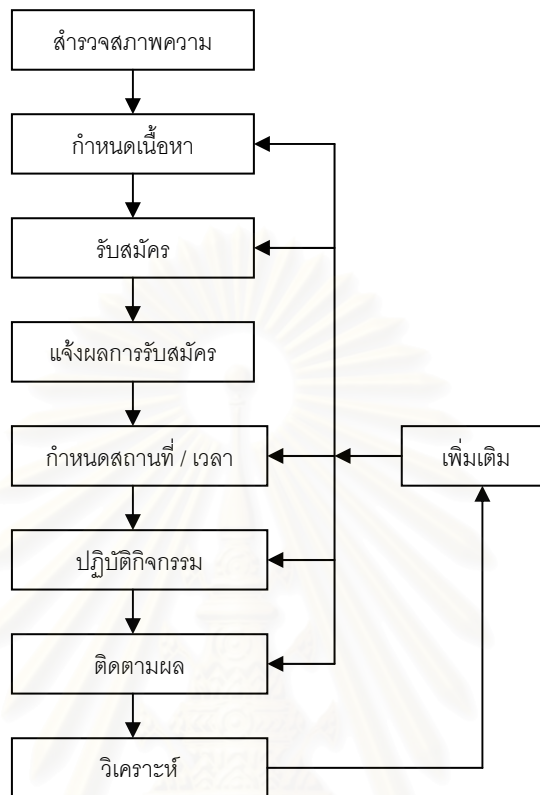 สำรวจสภาพความ
กำหนดเนื้อหา
รับสมัคร
แจ้งผลการรับสมัคร
กำหนดสถานที่ / เวลา
เพิ่มเติม
ปฏิบัติกิจกรรม
ติดตามผล
วิเคราะห์